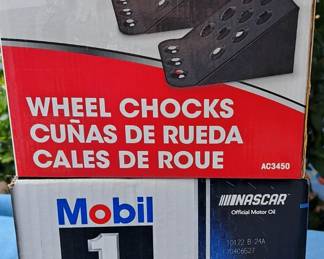 WHEEL CHOCKS
CUÑAS DE RUEDA
CALES DE ROUE
AC3450
Mobil
1
NASCAR
Official Motor Oil